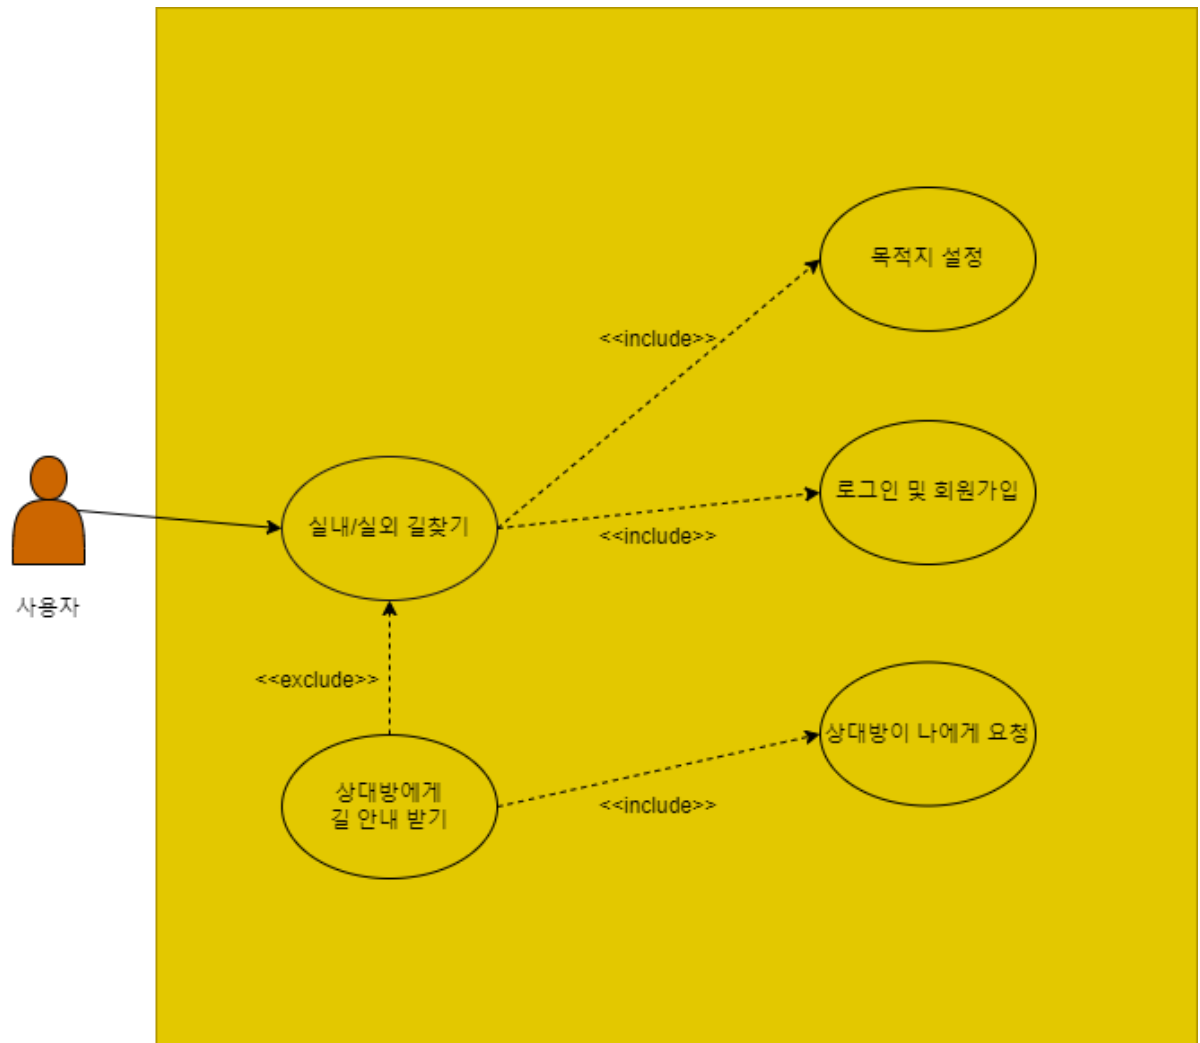 목적지 설정
<<include>>
로그인 및 회원가입
실내/실외 길찾기
<<include>>
사용자
<<exclude>>
상대방이 나에게 요청
상대방에게
길 안내 받기
<<include>>